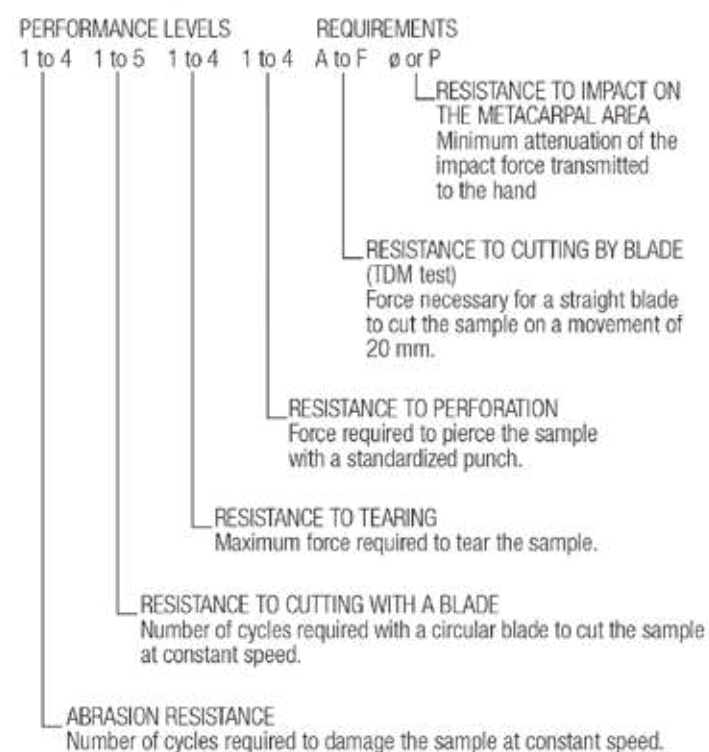 PERFORMANCE LEVELS REQUIREMENTS
1 to 4 1 to 5 1 to 4 1 to 4 A to F ø or P
RESISTANCE TO IMPACT ON
THE METACARPAL AREA
Minimum attenuation of the
impact force transmitted
to the hand
RESISTANCE TO CUTTING BY BLADE
(TDM test)
Force necessary for a straight blade
to cut the sample on a movement of
20 mm.
RESISTANCE TO PERFORATION
Force required to pierce the sample
with a standardized punch.
RESISTANCE TO TEARING
Maximum force required to tear the sample.
RESISTANCE TO CUTTING WITH A BLADE
Number of cycles required with a circular blade to cut the sample
at constant speed.
ABRASION RESISTANCE
Number of cycles required to damage the sample at constant speed.